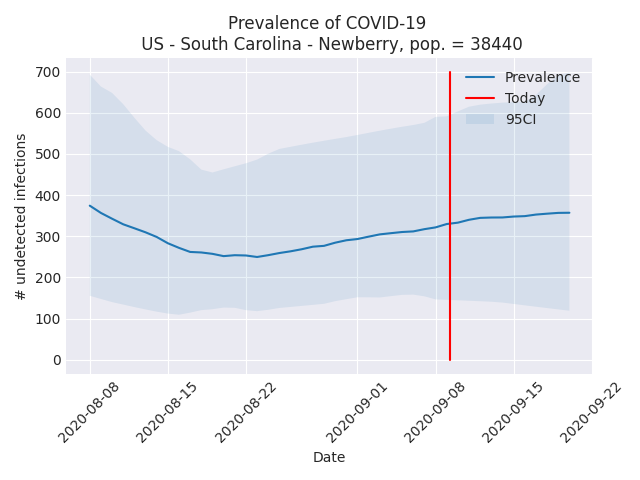 Prevalence of COVID-19
US - South Carolina - Newberry, pop. = 38440
700
600
500
400
300
200
100
0
# undetected infections
Prevalence
Today
95CI
2020-08-08
2020-08-15
2020-08-22
2020-09-01
2020-09-08
2020-09-15
2020-09-22
Date